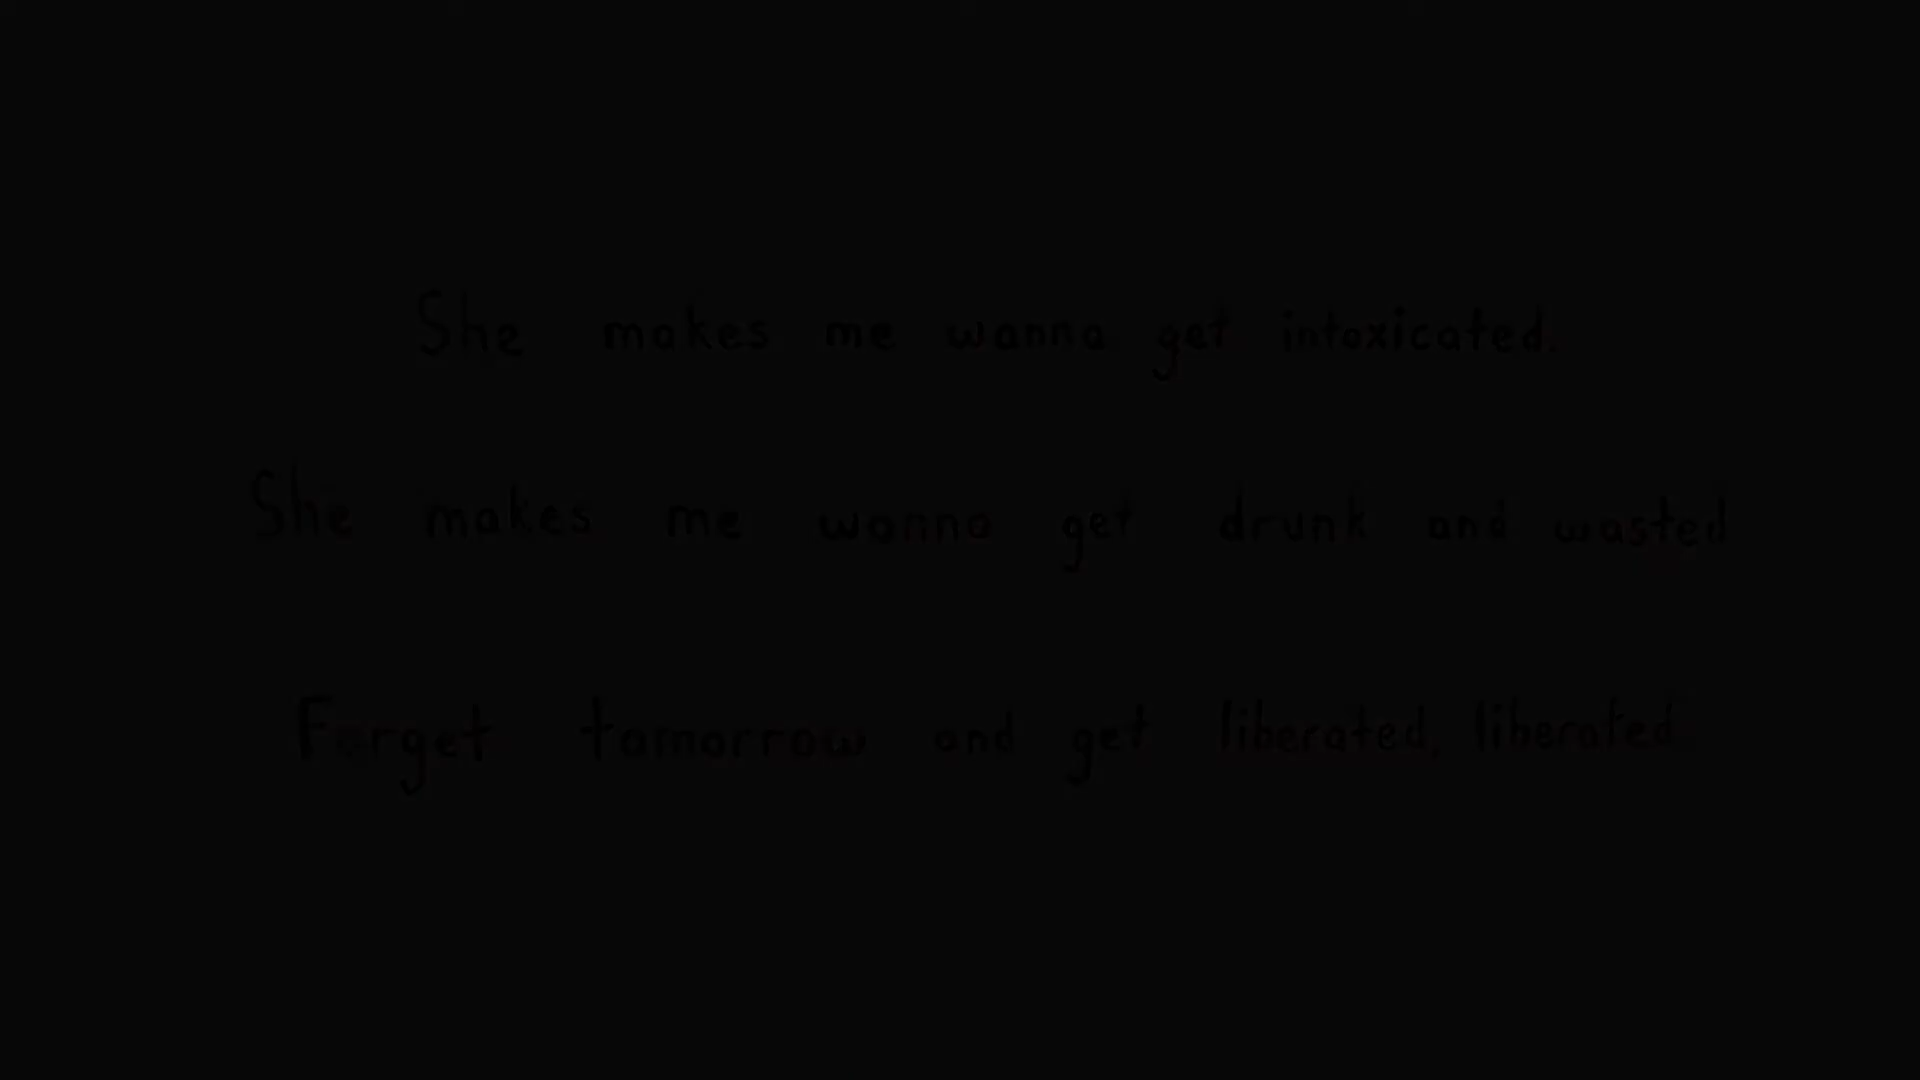 She makes me wanna get intoxicated.
She makes me wanna get drunk and wasted
Forget tomorrow and get liberated, liberated.